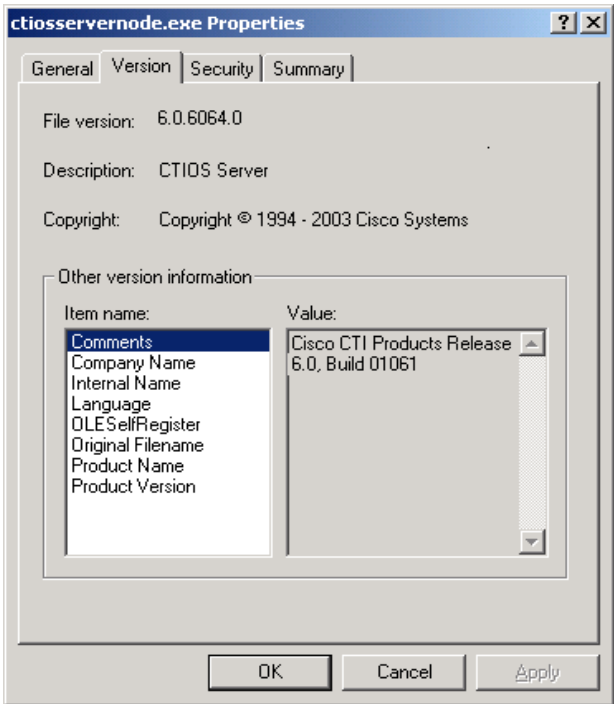 ctiosservernode.exe Properties
General Version Security Summary
File version: 6.0.6064.0
Description: CTIOS Server
Copyright: Copyright © 1994 - 2003 Cisco Systems
Other version information
Item name: Value:
Comments
Company Name
Internal Name
Language
OLESelfRegister
Original Filename
Product Name
Product Version
Cisco CTI Products Release
6.0, Build 01061
OK Cancel Apply